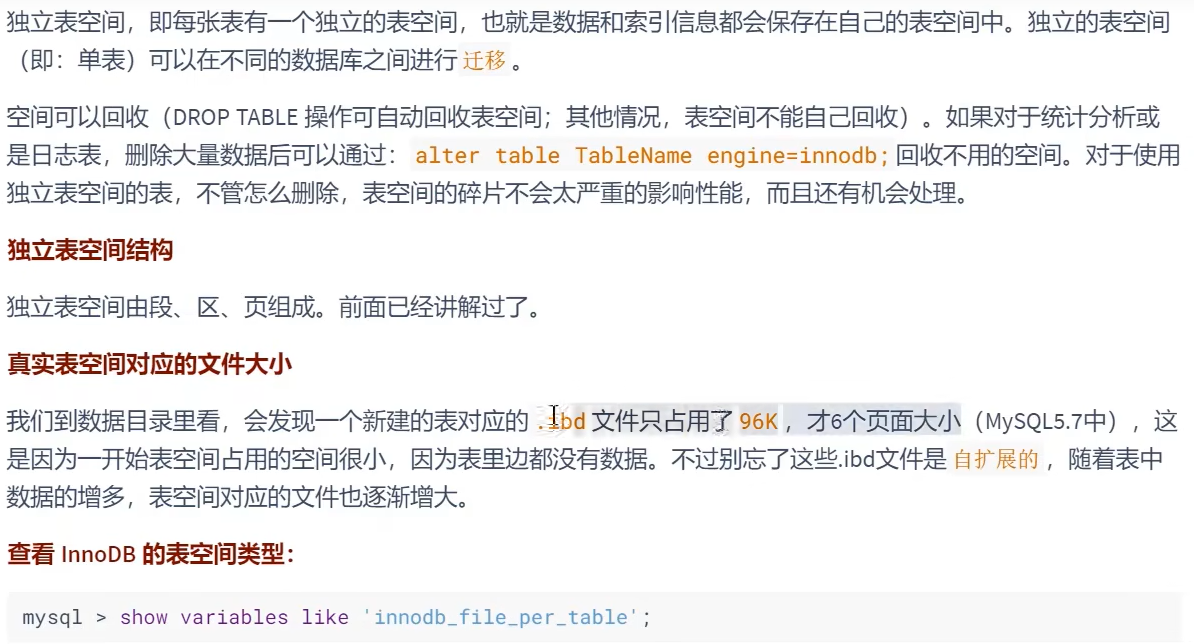 独立表空间，即每张表有一个独立的表空间，也就是数据和索引信息都会保存在自己的表空间中。独立的表空间
（即：单表）可以在不同的数据库之间进行 迁移 。
空间可以回收（DROP TABLE 操作可自动回收表空间；其他情况，表空间不能自己回收）。如果对于统计分析或
是日志表，删除大量数据后可以通过： alter table TableName engine=innodb; 回收不用的空间。对于使用
独立表空间的表，不管怎么删除，表空间的碎片不会太严重的影响性能，而且还有机会处理。
独立表空间结构
独立表空间由段、区、页组成。前面已经讲解过了。
真实表空间对应的文件大小
我们到数据目录里看，会发现一个新建的表对应的 .ibd 文件只占用了 96K ，才6个页面大小（MySQL5.7中），这
是因为一开始表空间占用的空间很小，因为表里边都没有数据。不过别忘了这些.ibd文件是 自扩展的 ，随着表中
数据的增多，表空间对应的文件也逐渐增大。
查看 InnoDB 的表空间类型：
mysql > show variables like 'innodb_file_per_table';